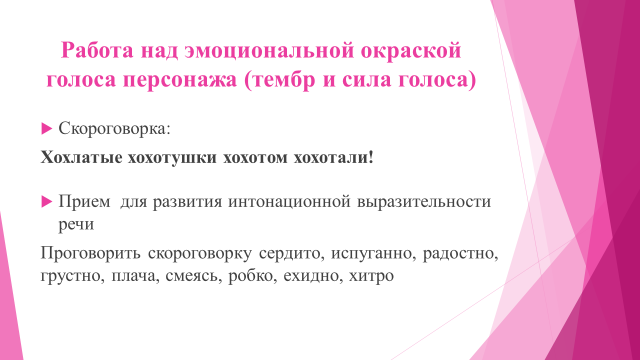 Работа над эмоциональной окраской
голоса персонажа (тембр и сила голоса)
Скороговорка:
Хохлатые хохотушки хохотом хохотали!
Прием для развития интонационной выразительности
речи
Проговорить скороговорку сердито, испуганно, радостно,
грустно, плача, смеясь, робко, ехидно, хитро